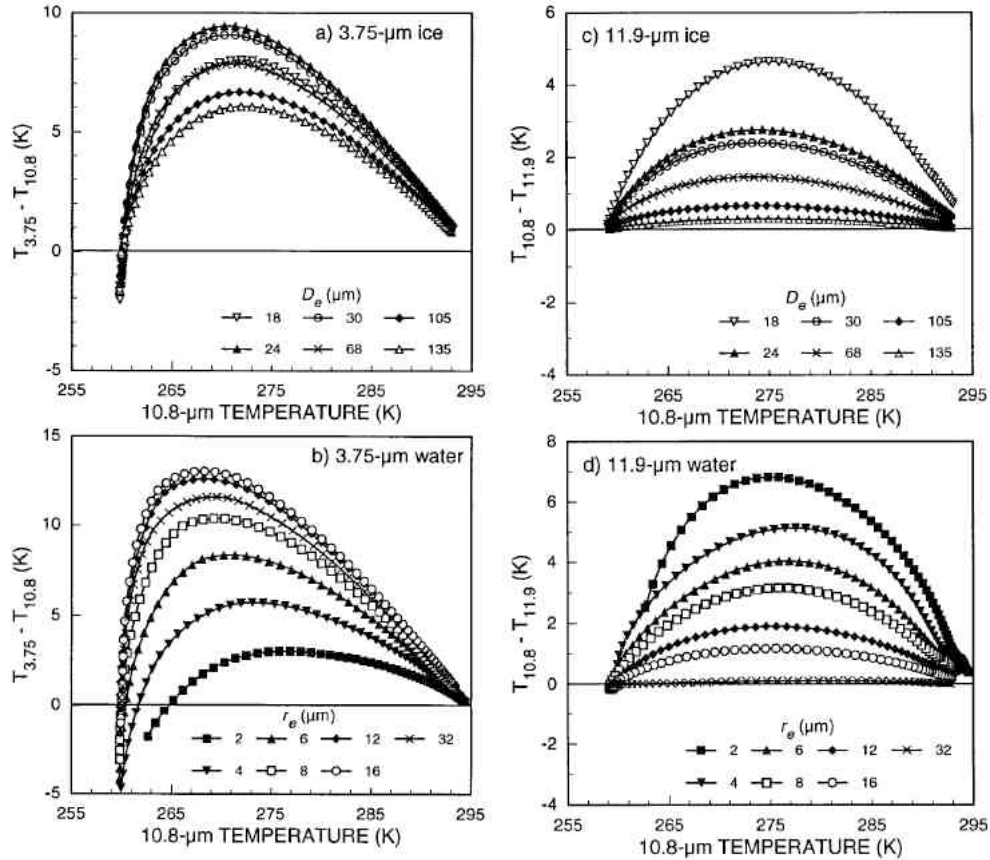 a) 3.75-µm ice
10.0
5
0
-5
T3.75 - T10.8 (K)
De (µm)
18 30 105
24 68 135
255 265 275 285 295
10.8-µm TEMPERATURE (K)
c) 11.9-µm ice
6
4
2
0
-2
-4
T10.8 - T11.9 (K)
De (µm)
18 30 105
24 68 135
255 265 275 285 295
10.8-µm TEMPERATURE (K)
b) 3.75-µm water
15
10
5
0
-5
T3.75 - T10.8 (K)
re (µm)
2 6 12 32
4 8 16
255 265 275 285 295
10.8-µm TEMPERATURE (K)
d) 11.9-µm water
8
6
4
2
0
2
-4
T10.8 - T11.9 (K)
re (µm)
2 6 12 32
4 8 16
255 265 275 285 295
10.8-µm TEMPERATURE (K)